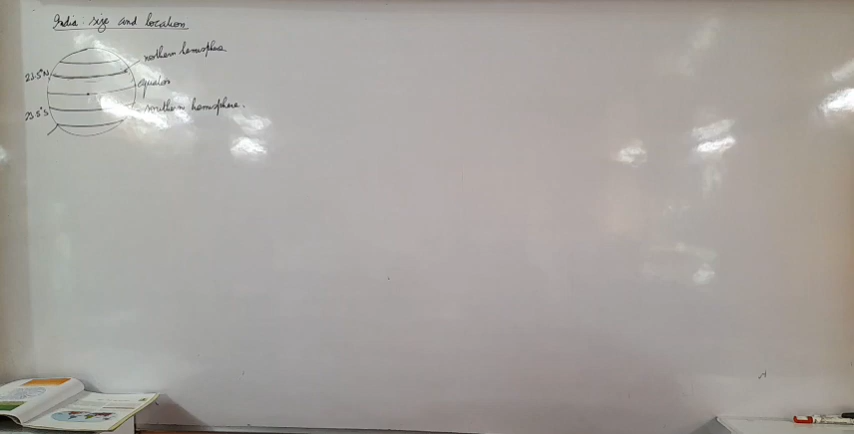 India: size and location
northern hemisphere
23.5°N
equator
23.5°S
southern hemisphere.